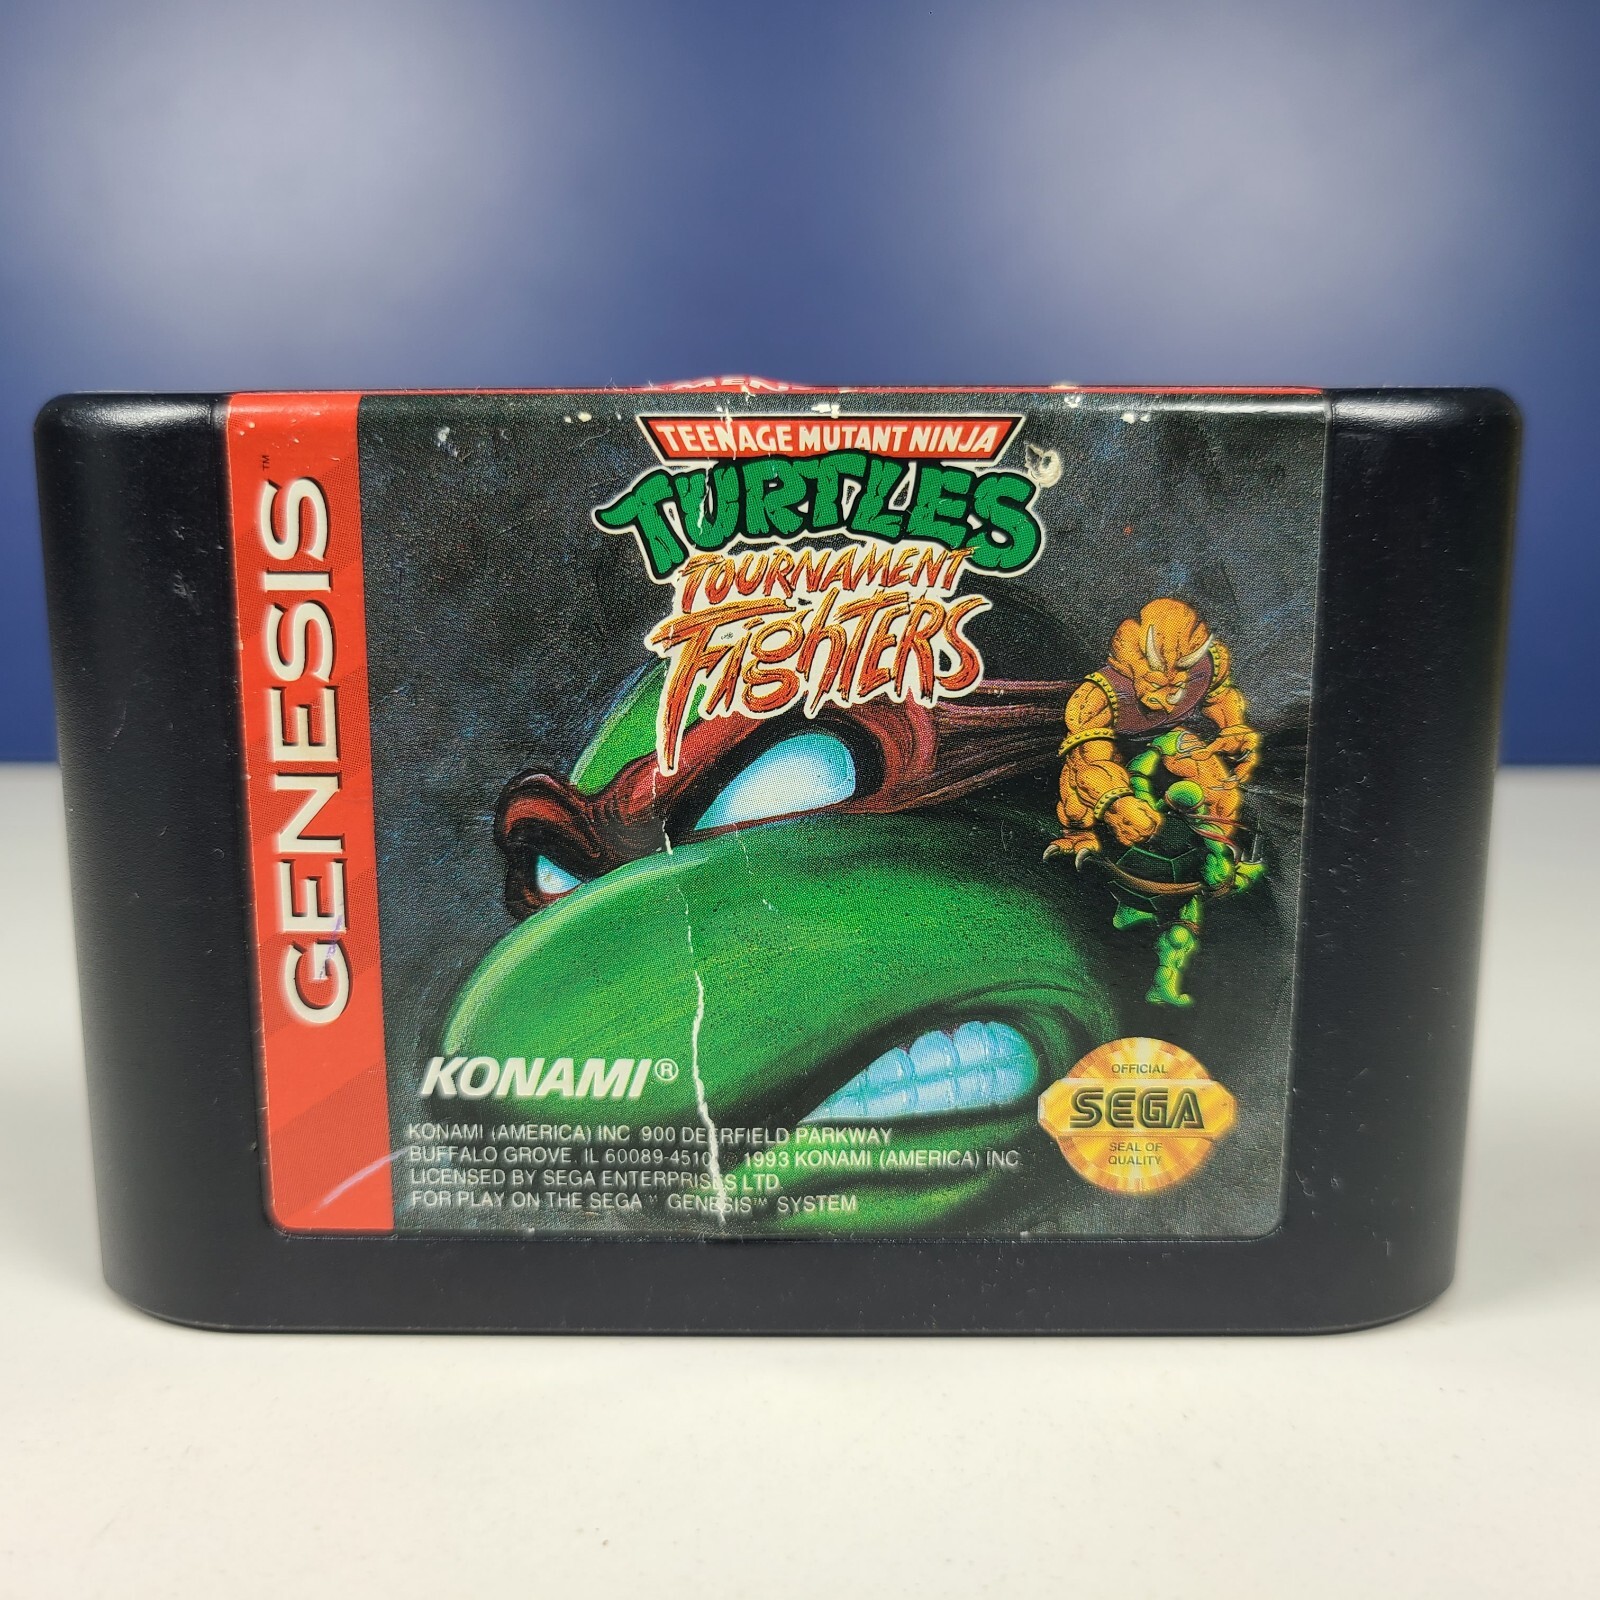 GENESIS™
TEENAGE MUTANT NINJA
TURTLES
TOURNAMENT
FIGHTERS
KONAMI®
KONAMI (AMERICA) INC 900 DEERFIELD PARKWAY
BUFFALO GROVE, IL 60089-4510 1993 KONAMI (AMERICA) INC
LICENSED BY SEGA ENTERPRISES LTD.
FOR PLAY ON THE SEGA™ GENESIS™ SYSTEM
OFFICIAL
SEGA
SEAL OF
QUALITY